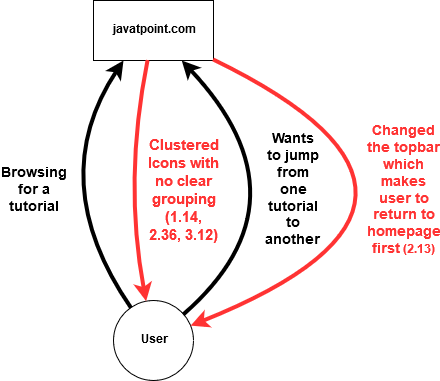 javatpoint.com
Browsing
for a
tutorial
Clustered
Icons with
no clear
grouping
(1.14,
2.36, 3.12)
Wants
to jump
from
one
tutorial
to
another
Changed
the topbar
which
makes
user to
return to
homepage
first (2.13)
User